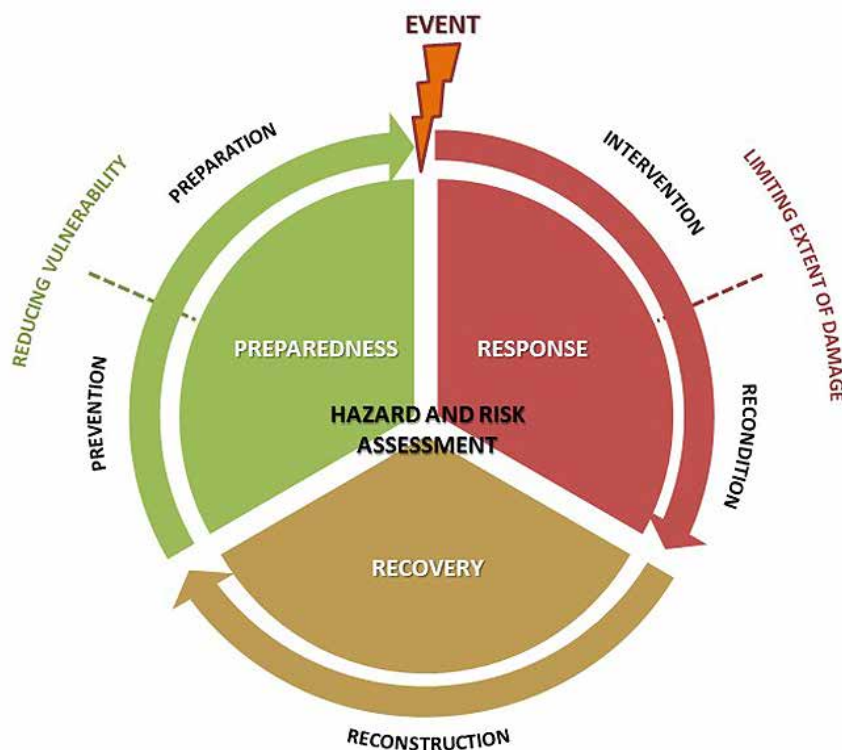 EVENT
PREPARATION
INTERVENTION
REDUCING VULNERABILITY
LIMITING EXTENT OF DAMAGE
PREPAREDNESS
RESPONSE
PREVENTION
HAZARD AND RISK
ASSESSMENT
RECONDITION
RECOVERY
RECONSTRUCTION